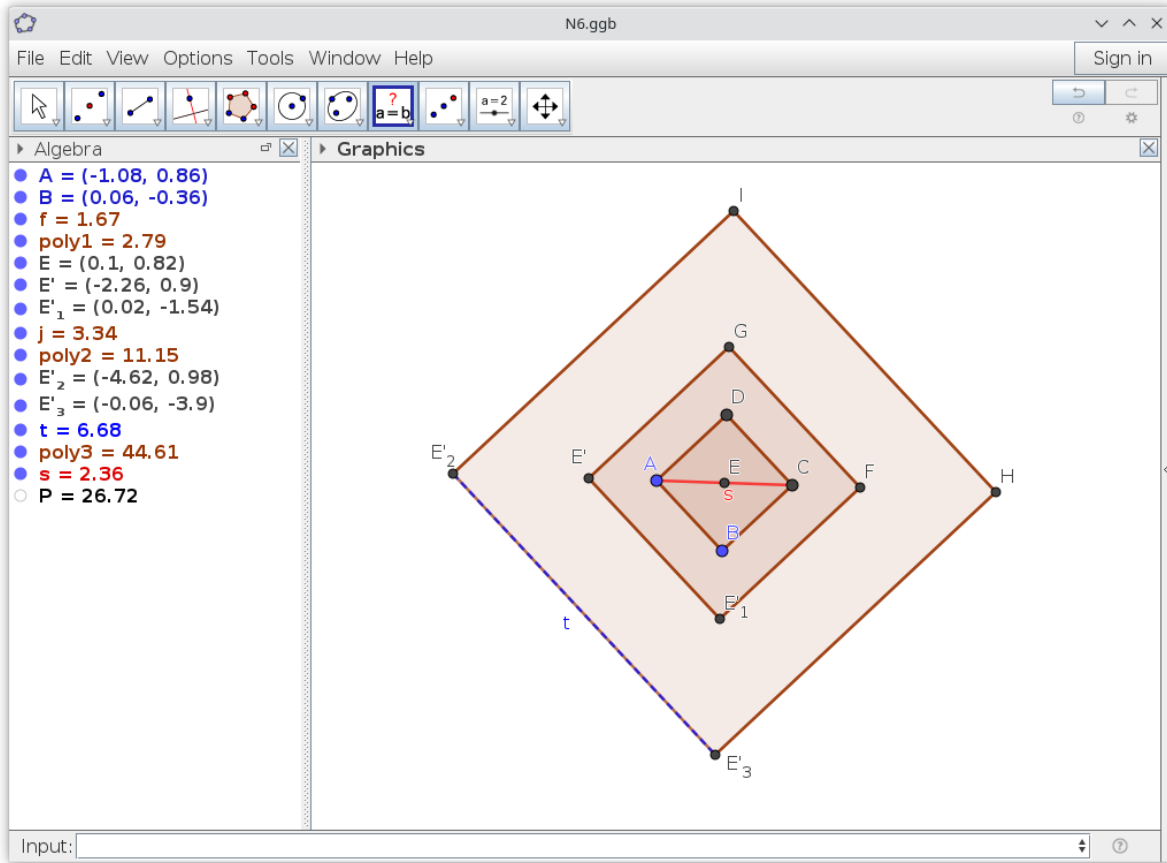 N6.ggb
File Edit View Options Tools Window Help Sign in
? a=b a=2
Algebra Graphics
A = (-1.08, 0.86)
B = (0.06, -0.36)
f = 1.67
poly1 = 2.79
E = (0.1, 0.82)
E' = (-2.26, 0.9)
E'₁ = (0.02, -1.54)
j = 3.34
poly2 = 11.15
E'₂ = (-4.62, 0.98)
E'₃ = (-0.06, -3.9)
t = 6.68
poly3 = 44.61
s = 2.36
P = 26.72
I
G
D
E'₂ E' A E C F H
s
B
E'₁
t
E'₃
Input: